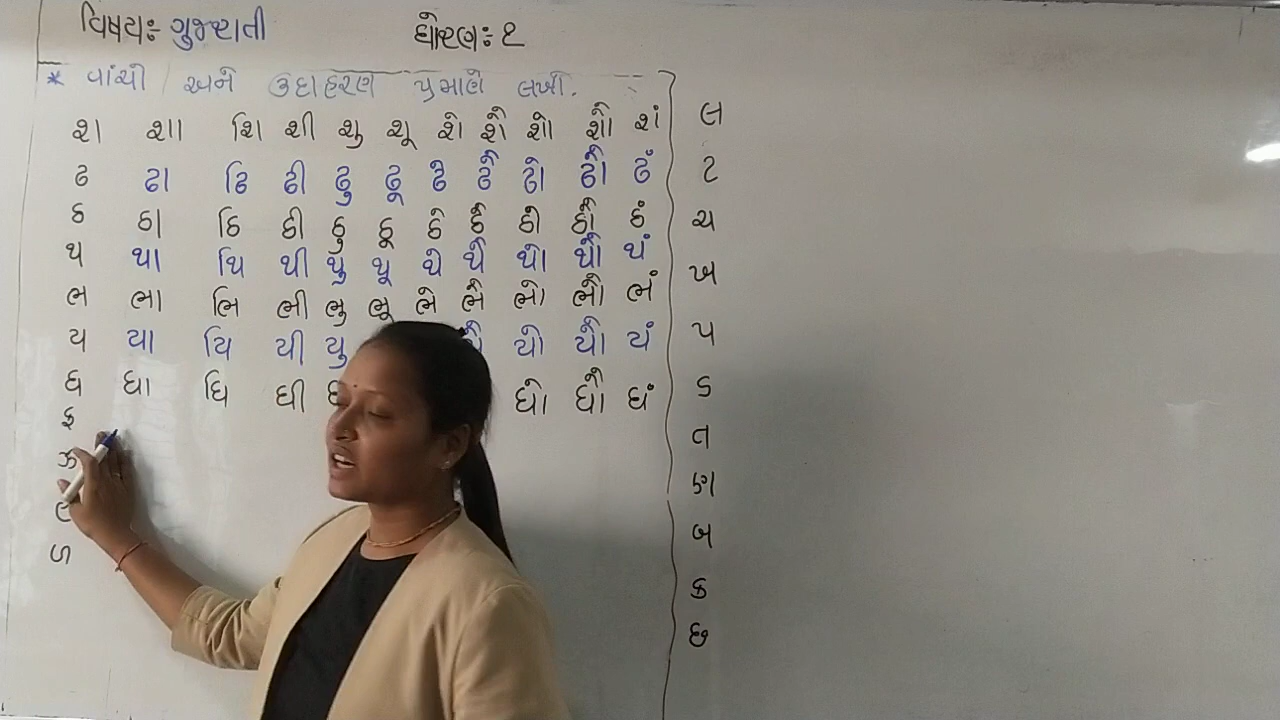 વિષયઃ ગુજરાતી ધોરણઃ ૨
* વાંચો અને ઉદાહરણ પ્રમાણે લખો.
શ શા શિ શી શુ શૂ શે શૈ શો શૌ શં
ઢ ઢા ઢિ ઢી ઢુ ઢૂ ઢે ઢૈ ઢો ઢૌ ઢં
ઠ ઠા ઠિ ઠી ઠુ ઠૂ ઠે ઠૈ ઠો ઠૌ ઠં
થ થા થિ થી થુ થૂ થે થૈ થો થૌ થં
ભ ભા ભિ ભી ભુ ભૂ ભે ભૈ ભો ભૌ ભં
ય યા યિ યી યુ યો યૌ યં
ઘ ઘા ઘિ ઘી ઘો ઘૌ ઘં
ફ
ળ
લ
ટ
ચ
ખ
પ
ડ
ત
ણ
બ
ક
છ